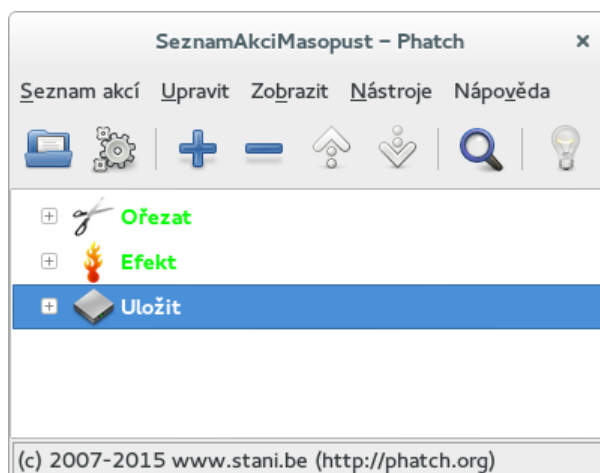 SeznamAkciMasopust – Phatch
Seznam akcí Upravit Zobrazit Nástroje Nápověda
Ořezat
Efekt
Uložit
(c) 2007-2015 www.stani.be (http://phatch.org)